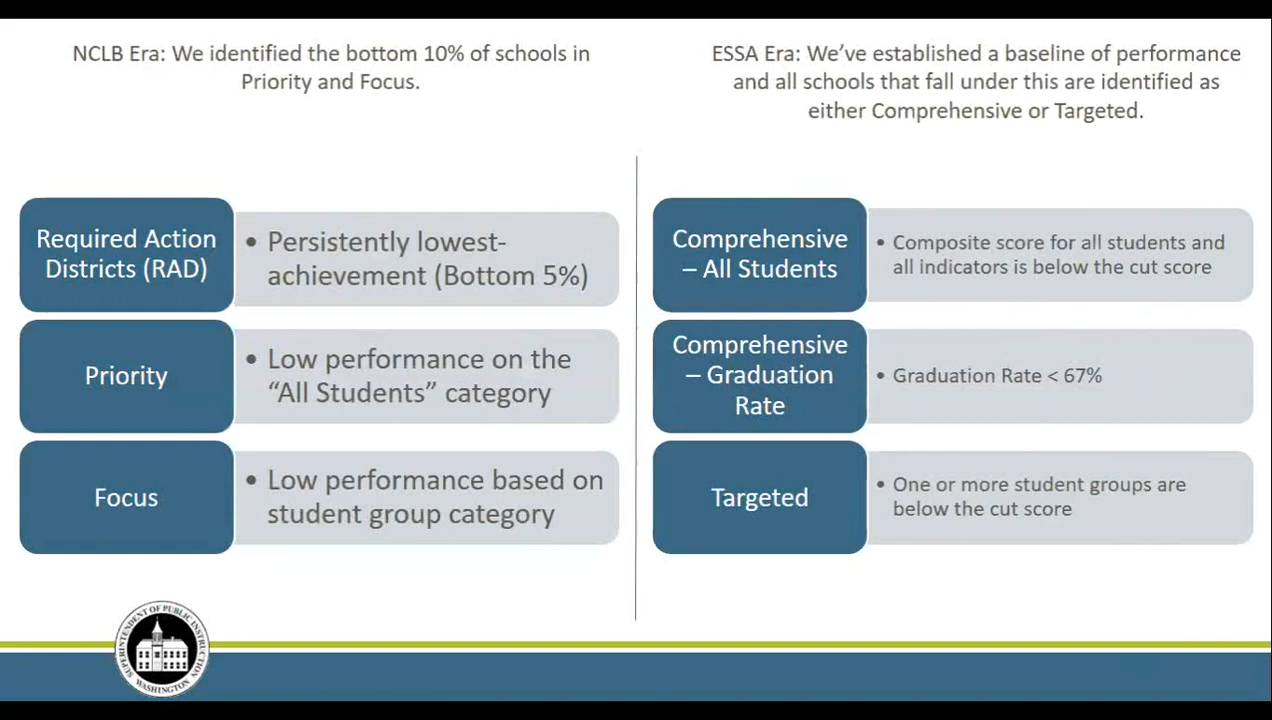 NCLB Era: We identified the bottom 10% of schools in
Priority and Focus.
Required Action
Districts (RAD)
• Persistently lowest-
achievement (Bottom 5%)
Priority
• Low performance on the
“All Students” category
Focus
• Low performance based on
student group category
ESSA Era: We’ve established a baseline of performance
and all schools that fall under this are identified as
either Comprehensive or Targeted.
Comprehensive
– All Students
• Composite score for all students and
all indicators is below the cut score
Comprehensive
– Graduation
Rate
• Graduation Rate < 67%
Targeted
• One or more student groups are
below the cut score
SUPERINTENDENT OF PUBLIC INSTRUCTION
WASHINGTON